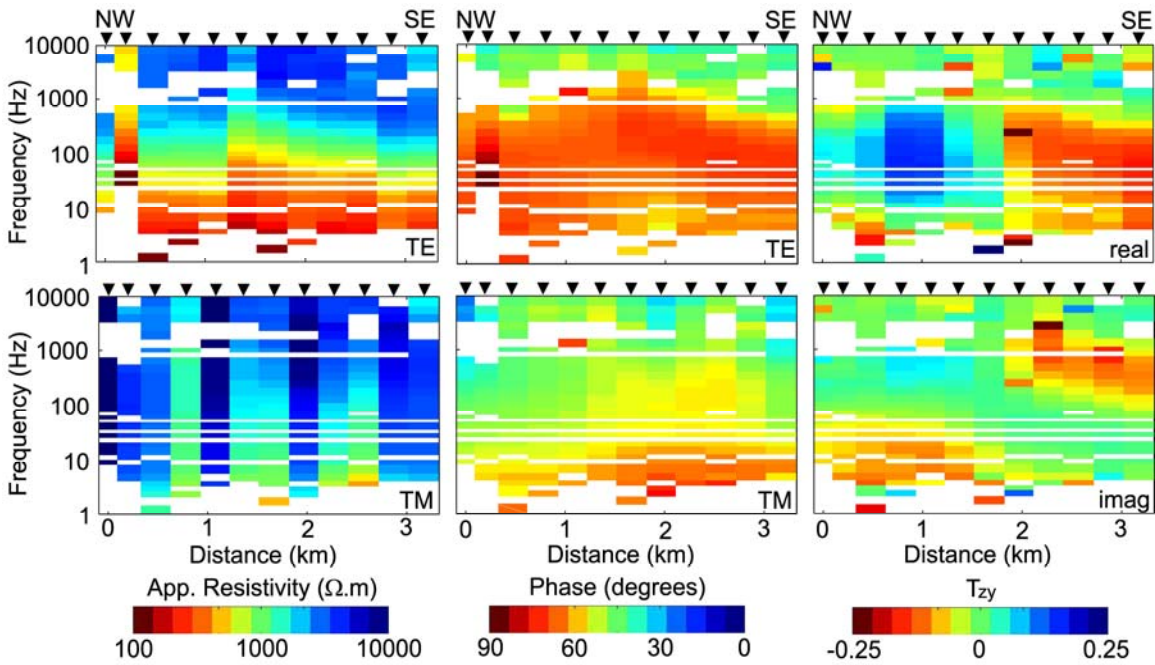 NW SE NW SE NW SE
10000
1000
100
10
1
Frequency (Hz)
TE TE real
10000
1000
100
10
1
Frequency (Hz)
TM TM imag
0 1 2 3 0 1 2 3 0 1 2 3
Distance (km) Distance (km) Distance (km)
App. Resistivity (Ω.m) Phase (degrees) Tzy
100 1000 10000 90 60 30 0 -0.25 0 0.25